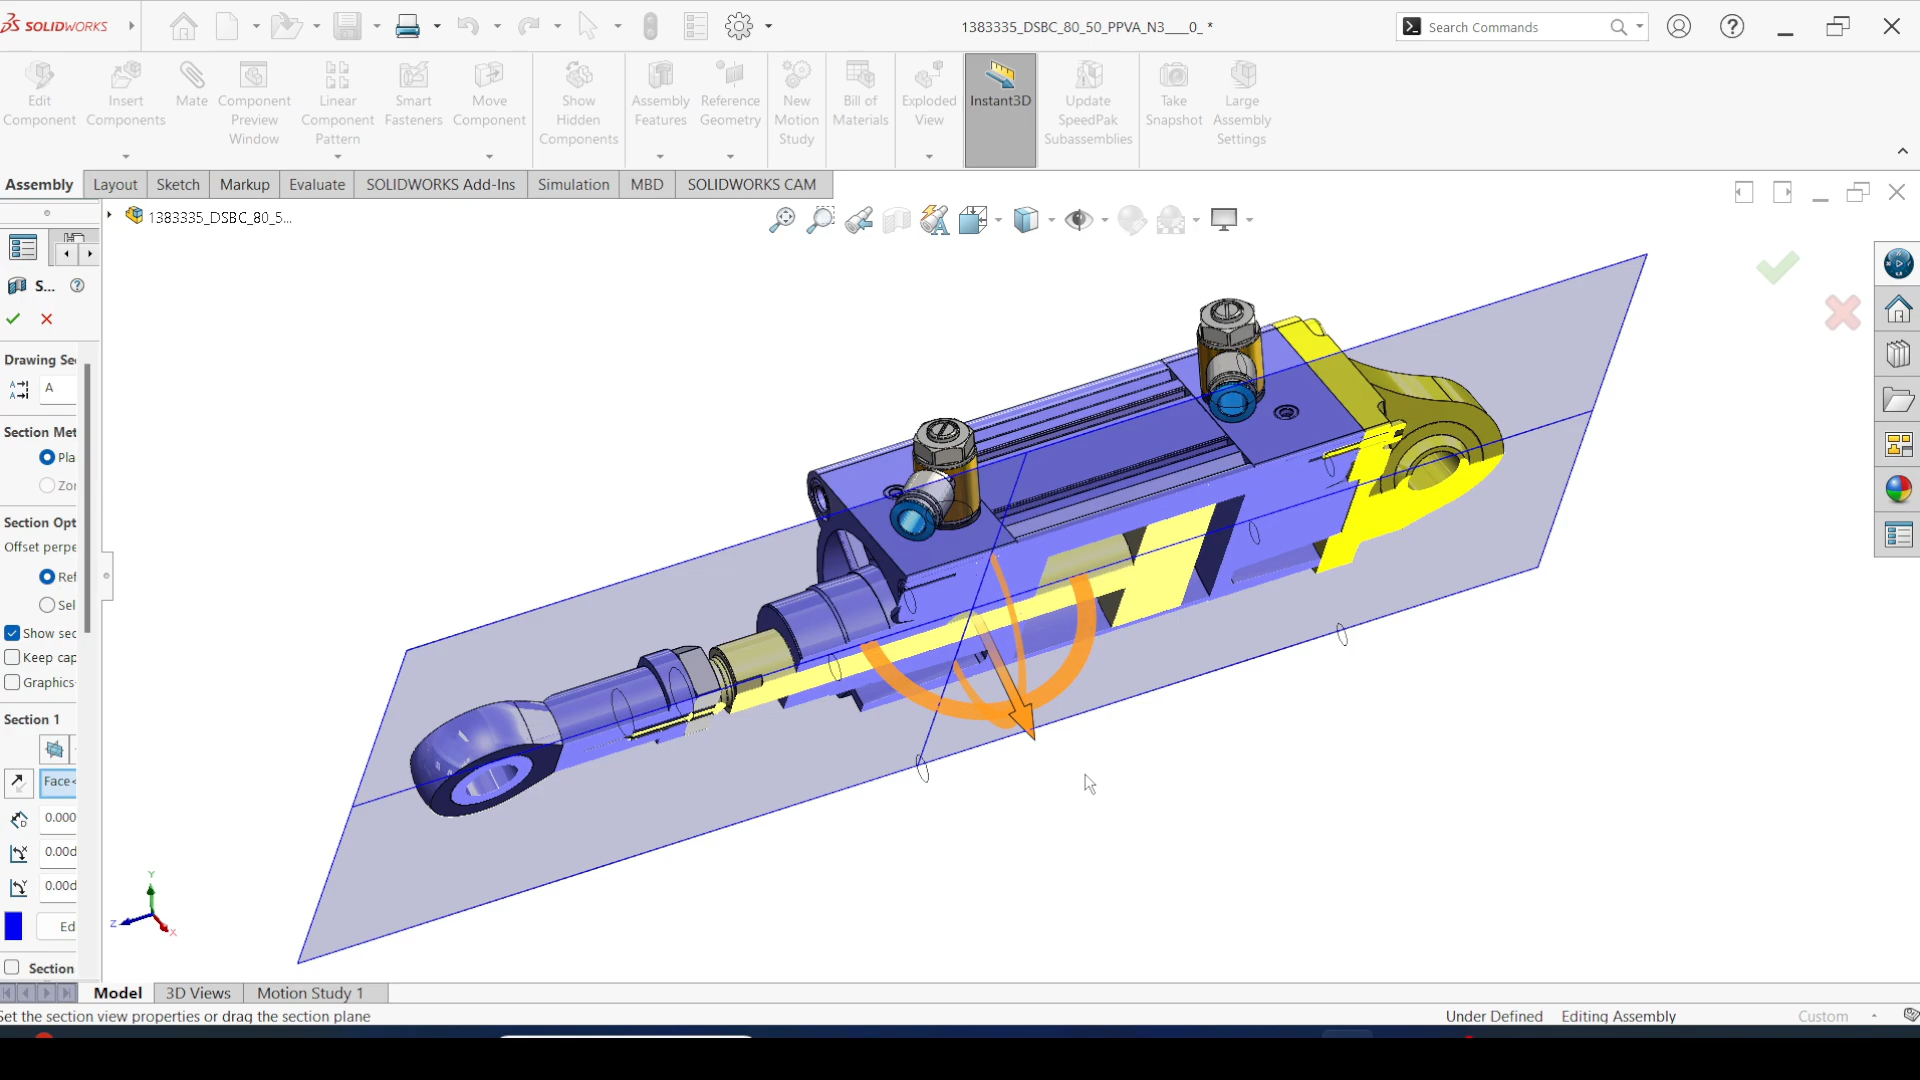 SOLIDWORKS
1383335_DSBC_80_50_PPVA_N3___0_ *
Search Commands
Edit Component
Insert Components
Mate
Component Preview Window
Linear Component Pattern
Smart Fasteners
Move Component
Show Hidden Components
Assembly Features
Reference Geometry
New Motion Study
Bill of Materials
Exploded View
Instant3D
Update SpeedPak Subassemblies
Take Snapshot
Large Assembly Settings
Assembly
Layout
Sketch
Markup
Evaluate
SOLIDWORKS Add-Ins
Simulation
MBD
SOLIDWORKS CAM
1383335_DSBC_80_5...
S...
Drawing Se
A
Section Met
Pla
Zor
Section Opt
Offset perpe
Ref
Sel
Show sec
Keep cap
Graphics
Section 1
Face<
0.000
0.00d
0.00d
Ed
Section
Y
Z
X
Model
3D Views
Motion Study 1
Set the section view properties or drag the section plane
Under Defined
Editing Assembly
Custom